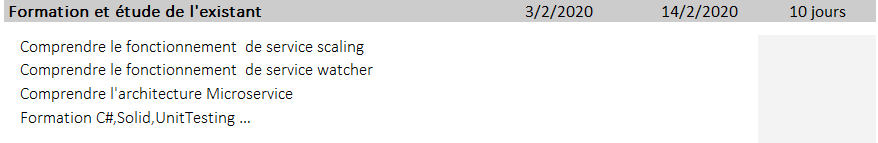 Formation et étude de l'existant 3/2/2020 14/2/2020 10 jours
Comprendre le fonctionnement de service scaling
Comprendre le fonctionnement de service watcher
Comprendre l'architecture Microservice
Formation C#,Solid,UnitTesting ...